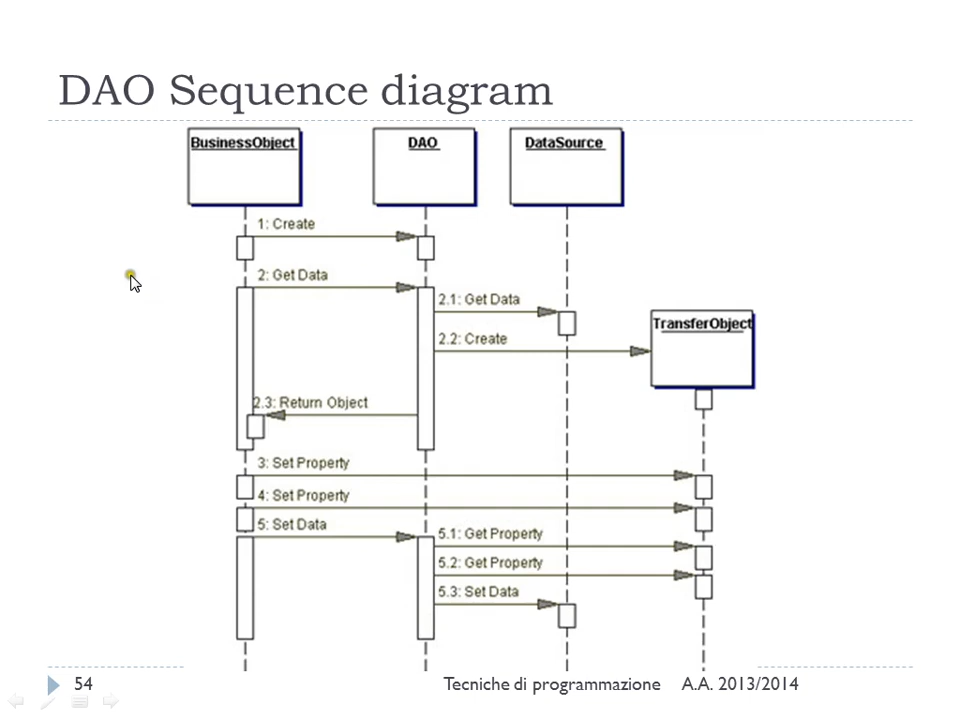 DAO Sequence diagram
BusinessObject
DAO
DataSource
1: Create
2: Get Data
2.1: Get Data
TransferObject
2.2: Create
2.3: Return Object
3: Set Property
4: Set Property
5: Set Data
5.1: Get Property
5.2: Get Property
5.3: Set Data
54
Tecniche di programmazione
A.A. 2013/2014